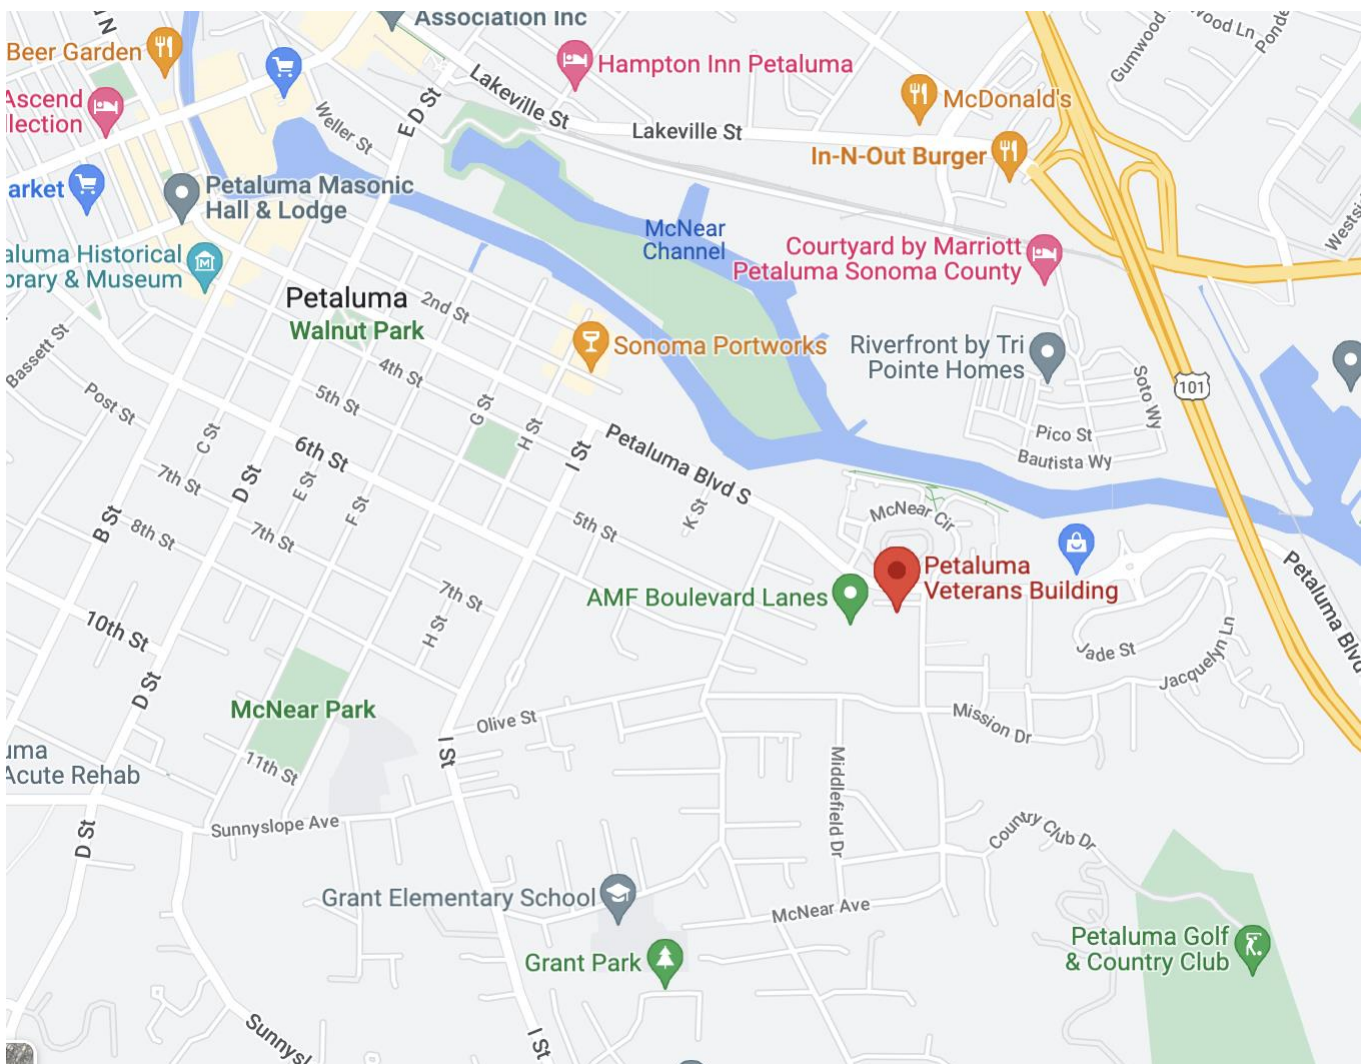 Association Inc
Beer Garden
Hampton Inn Petaluma
Gumwood
wood Ln
Ponde
Ascend
llection
E D St
Lakeville St
Lakeville St
McDonald's
Weller St
In-N-Out Burger
arket
Petaluma Masonic
Hall & Lodge
Westsi
McNear
Channel
aluma Historical
brary & Museum
Courtyard by Marriott
Petaluma Sonoma County
Petaluma
Walnut Park
2nd St
Sonoma Portworks
Riverfront by Tri
Pointe Homes
Bassett St
4th St
Post St
5th St
Soto Wy
101
G St
H St
C St
6th St
I St
Petaluma Blvd S
Pico St
Bautista Wy
7th St
D St
E St
F St
K St
5th St
McNear Cir
B St
8th St
7th St
AMF Boulevard Lanes
Petaluma
Veterans Building
Petaluma Blvd
7th St
H St
10th St
Jade St
Jacquelyn Ln
D St
McNear Park
Olive St
Mission Dr
I St
uma
Acute Rehab
11th St
Middlefield Dr
Sunnyslope Ave
Country Club Dr
D St
Grant Elementary School
McNear Ave
Petaluma Golf
& Country Club
Grant Park
Sunnysl
I St